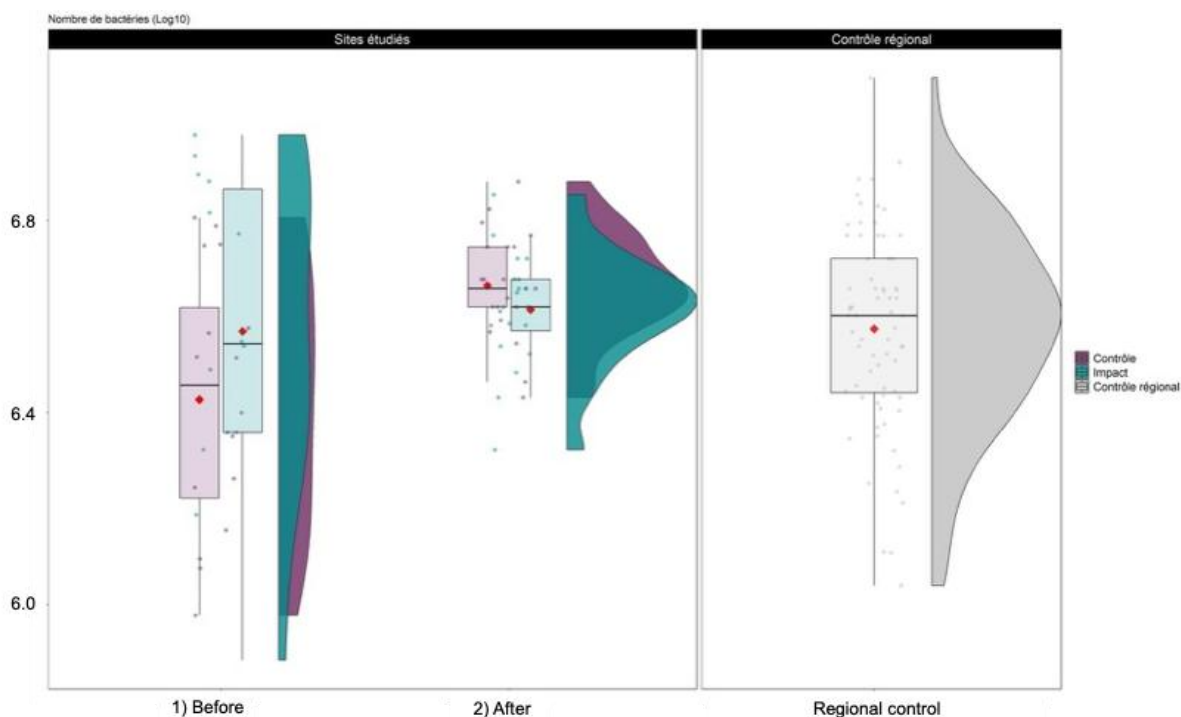 Nombre de bactéries (Log10)
Sites étudiés
Contrôle régional
6.8
6.4
6.0
Contrôle
Impact
Contrôle régional
1) Before
2) After
Regional control